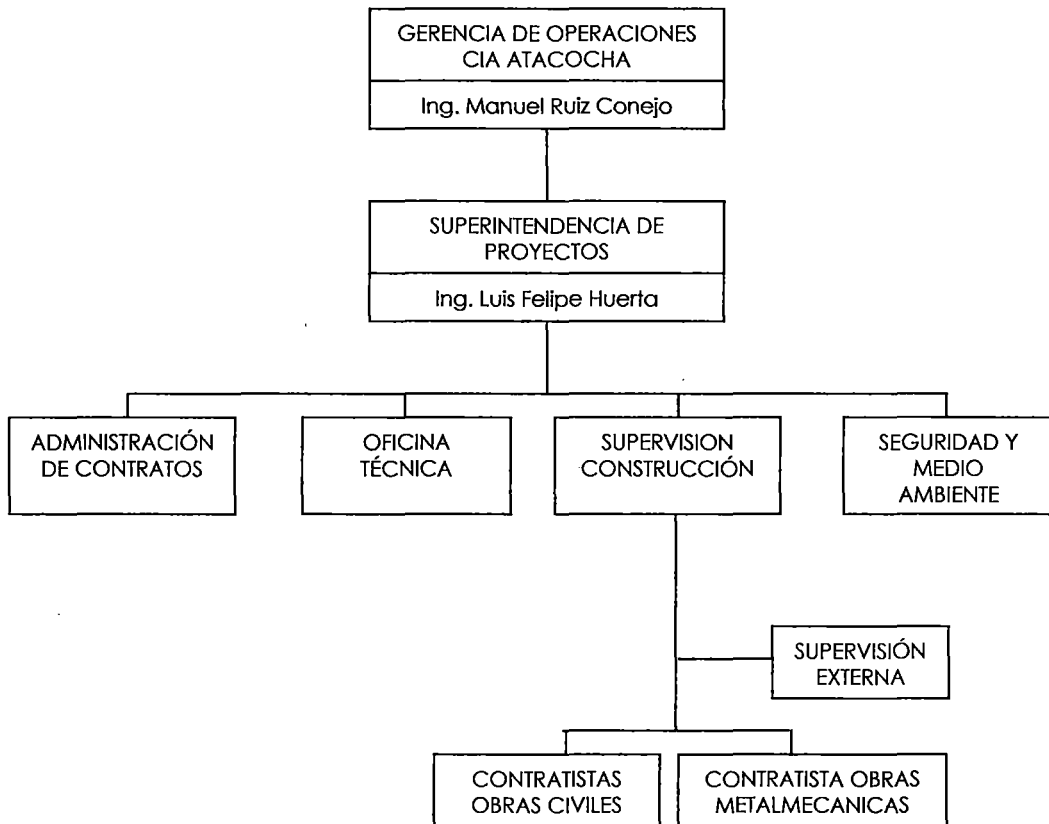 GERENCIA DE OPERACIONES
CIA ATACOCHA
Ing. Manuel Ruiz Conejo
SUPERINTENDENCIA DE
PROYECTOS
Ing. Luis Felipe Huerta
ADMINISTRACIÓN
DE CONTRATOS
OFICINA
TÉCNICA
SUPERVISION
CONSTRUCCIÓN
SEGURIDAD Y
MEDIO
AMBIENTE
SUPERVISIÓN
EXTERNA
CONTRATISTAS
OBRAS CIVILES
CONTRATISTA OBRAS
METALMECANICAS